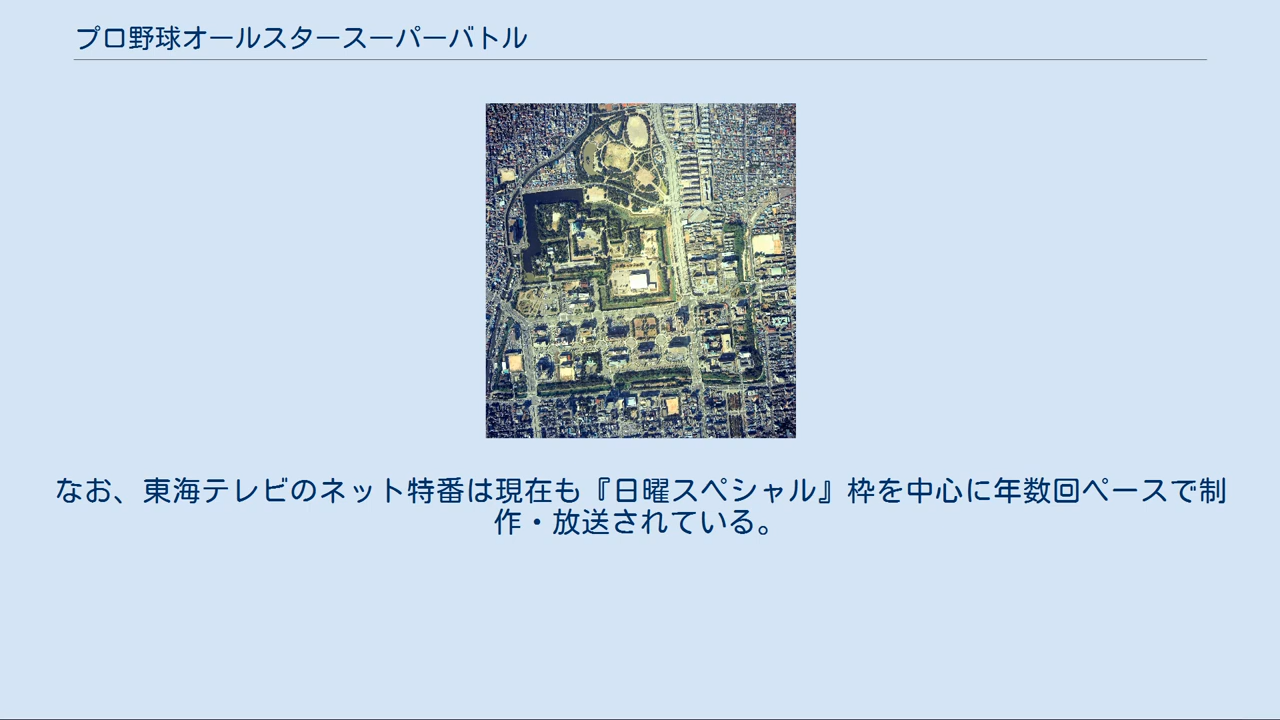 プロ野球オールスタースーパーバトル
なお、東海テレビのネット特番は現在も『日曜スペシャル』枠を中心に年数回ペースで制
作・放送されている。